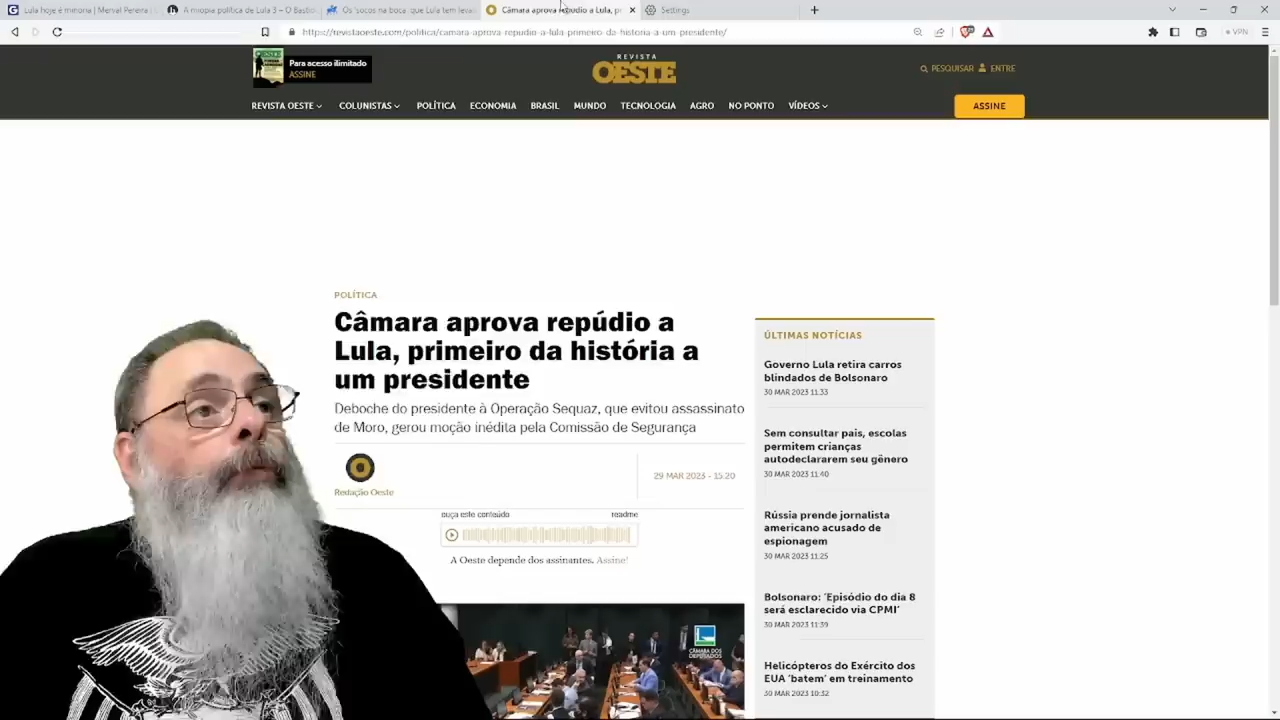 Lula hoje é minoria | Merval Pereira |
A miopia política de Lula 3 – O Bastio
Os 'socos na boca' que Lula tem leva
Câmara aprova repúdio a Lula, pr
Settings
https://revistaoeste.com/politica/camara-aprova-repudio-a-lula-primeiro-da-historia-a-um-presidente/
VPN
Para acesso ilimitado
ASSINE
REVISTA
OESTE
PESQUISAR ENTRE
REVISTA OESTE COLUNISTAS POLÍTICA ECONOMIA BRASIL MUNDO TECNOLOGIA AGRO NO PONTO VÍDEOS
ASSINE
POLÍTICA
Câmara aprova repúdio a
Lula, primeiro da história a
um presidente
Deboche do presidente à Operação Sequaz, que evitou assassinato
de Moro, gerou moção inédita pela Comissão de Segurança
Redação Oeste
29 MAR 2023 - 15:20
ouça este conteúdo readme
A Oeste depende dos assinantes. Assine!
CÂMARA DOS
DEPUTADOS
ÚLTIMAS NOTÍCIAS
Governo Lula retira carros
blindados de Bolsonaro
30 MAR 2023 11:33
Sem consultar pais, escolas
permitem crianças
autodeclararem seu gênero
30 MAR 2023 11:40
Rússia prende jornalista
americano acusado de
espionagem
30 MAR 2023 11:25
Bolsonaro: 'Episódio do dia 8
será esclarecido via CPMI'
30 MAR 2023 11:39
Helicópteros do Exército dos
EUA 'batem' em treinamento
30 MAR 2023 10:32